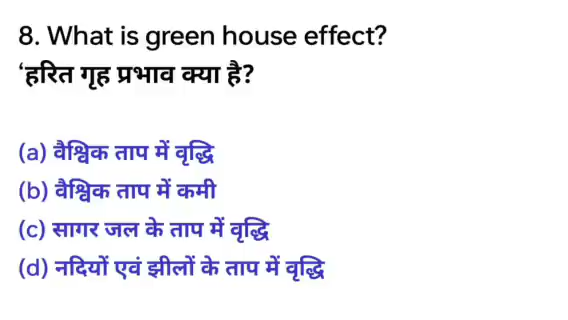 8. What is green house effect?
‘हरित गृह प्रभाव क्या है?
(a) वैश्विक ताप में वृद्धि
(b) वैश्विक ताप में कमी
(c) सागर जल के ताप में वृद्धि
(d) नदियों एवं झीलों के ताप में वृद्धि